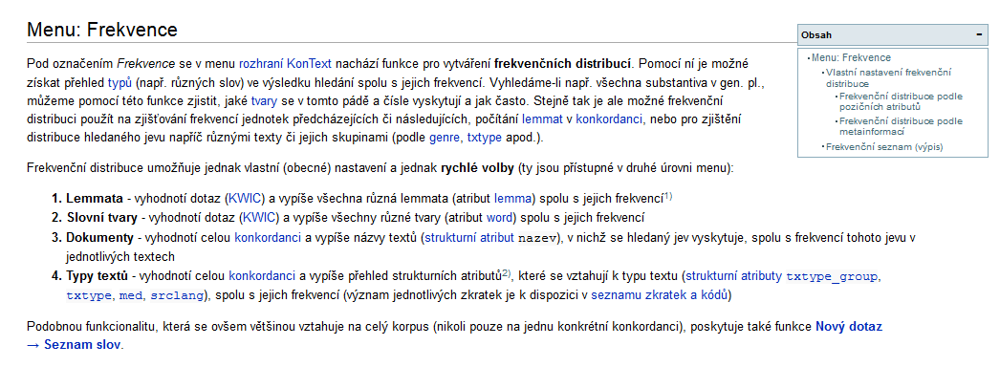 Menu: Frekvence
Pod označením Frekvence se v menu rozhraní KonText nachází funkce pro vytváření frekvenčních distribucí. Pomocí ní je možné
získat přehled typů (např. různých slov) ve výsledku hledání spolu s jejich frekvencí. Vyhledáme-li např. všechna substantiva v gen. pl.,
můžeme pomocí této funkce zjistit, jaké tvary se v tomto pádě a čísle vyskytují a jak často. Stejně tak je ale možné frekvenční
distribuci použít na zjišťování frekvencí jednotek předcházejících či následujících, počítání lemmat v konkordanci, nebo pro zjištění
distribuce hledaného jevu napříč různými texty či jejich skupinami (podle genre, txtype apod.).
Obsah −
Menu: Frekvence
Vlastní nastavení frekvenční
distribuce
Frekvenční distribuce podle
pozičních atributů
Frekvenční distribuce podle
metainformací
Frekvenční seznam (výpis)
Frekvenční distribuce umožňuje jednak vlastní (obecné) nastavení a jednak rychlé volby (ty jsou přístupné v druhé úrovni menu):
1. Lemmata - vyhodnotí dotaz (KWIC) a vypíše všechna různá lemmata (atribut lemma) spolu s jejich frekvencí1)
2. Slovní tvary - vyhodnotí dotaz (KWIC) a vypíše všechny různé tvary (atribut word) spolu s jejich frekvencí
3. Dokumenty - vyhodnotí celou konkordanci a vypíše názvy textů (strukturní atribut nazev), v nichž se hledaný jev vyskytuje, spolu s frekvencí tohoto jevu v
jednotlivých textech
4. Typy textů - vyhodnotí celou konkordanci a vypíše přehled strukturních atributů2), které se vztahují k typu textu (strukturní atributy txtype_group,
txtype, med, srclang), spolu s jejich frekvencí (význam jednotlivých zkratek je k dispozici v seznamu zkratek a kódů)
Podobnou funkcionalitu, která se ovšem většinou vztahuje na celý korpus (nikoli pouze na jednu konkrétní konkordanci), poskytuje také funkce Nový dotaz
→ Seznam slov.